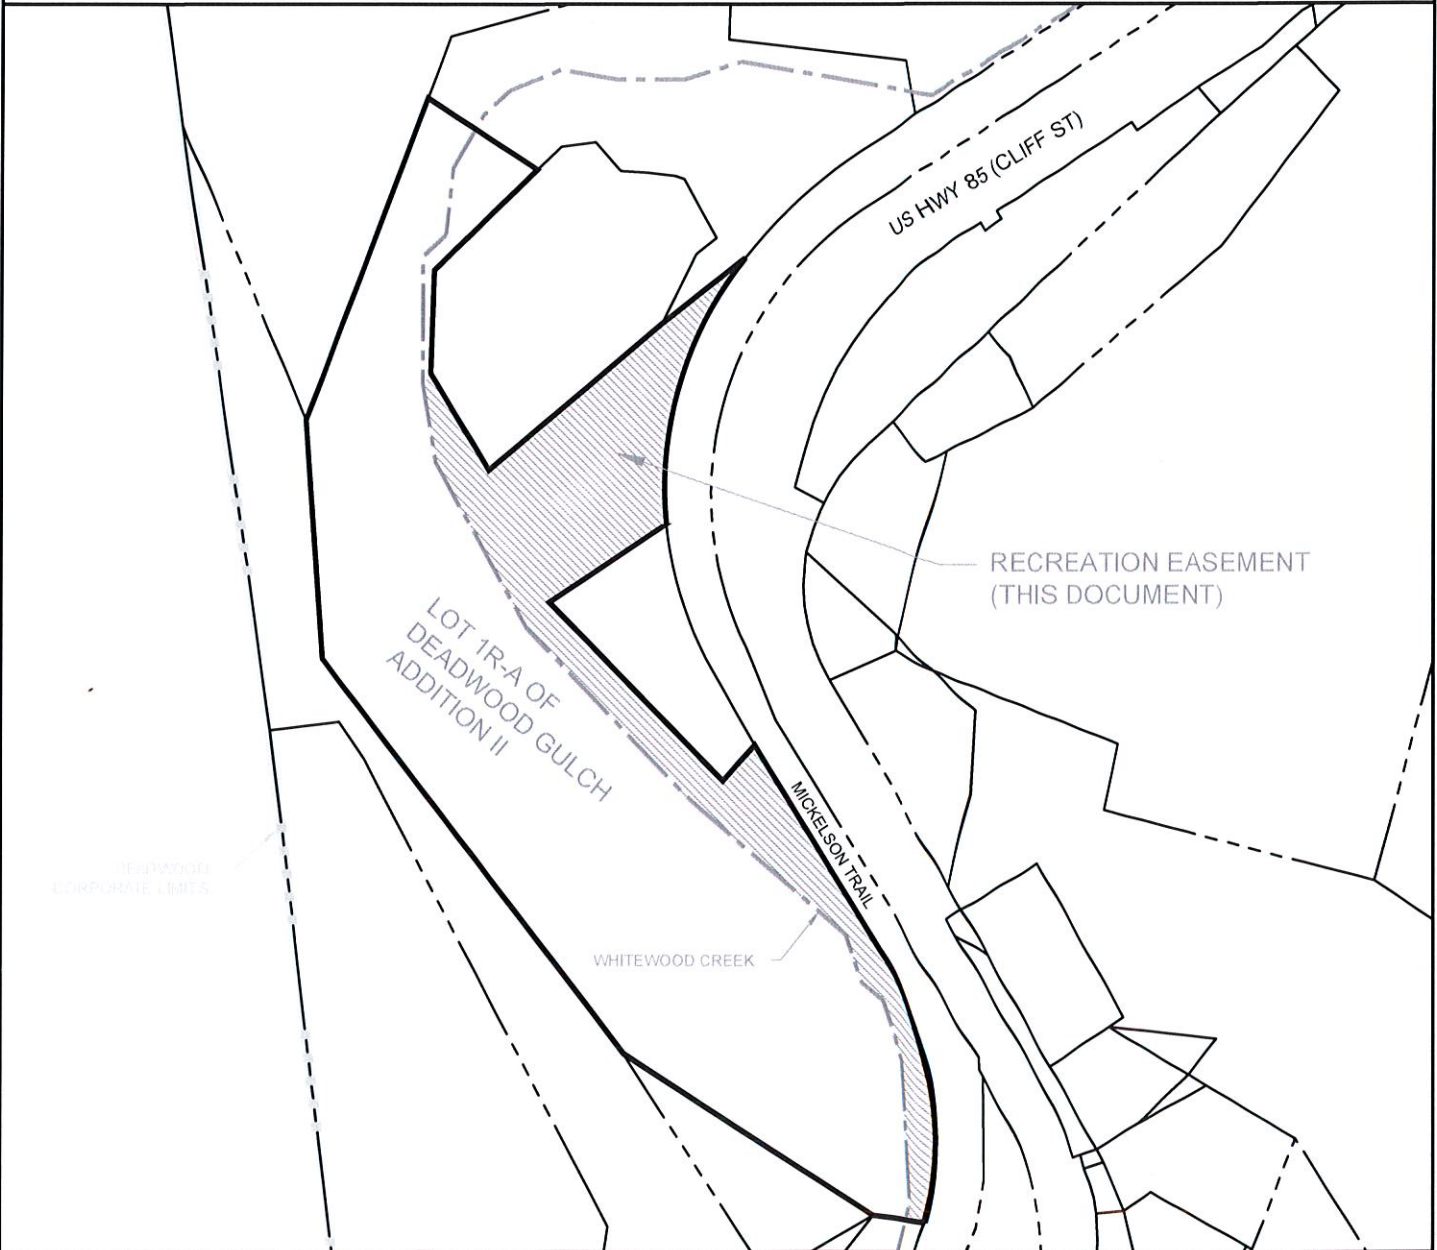 US HWY 85 (CLIFF ST)
RECREATION EASEMENT
(THIS DOCUMENT)
LOT 1R-A OF
DEADWOOD GULCH
ADDITION II
MICKELSON TRAIL
DEADWOOD
CORPORATE LIMITS
WHITEWOOD CREEK